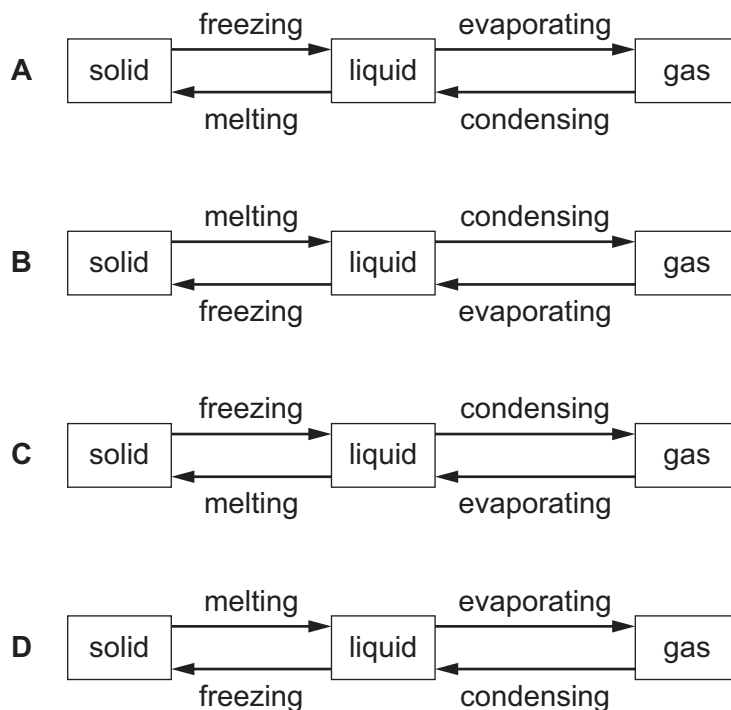 freezing evaporating
A solid liquid gas
melting condensing
melting condensing
B solid liquid gas
freezing evaporating
freezing condensing
C solid liquid gas
melting evaporating
melting evaporating
D solid liquid gas
freezing condensing